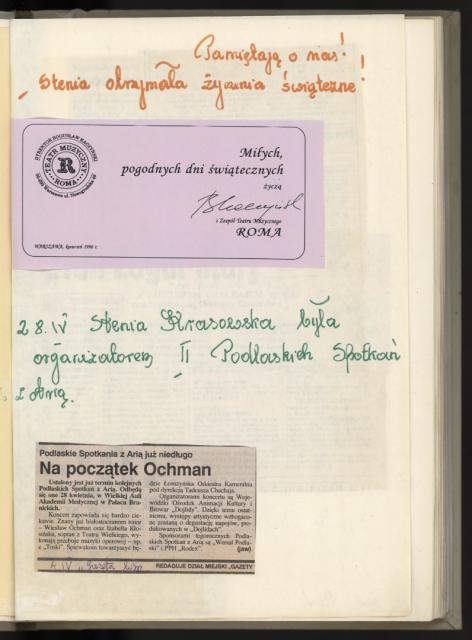 Pamiętają o nas!
Stenia otrzymała życzenia świąteczne!
DYREKTOR BOGUSŁAW KACZYŃSKI
TEATR MUZYCZNY
R
ROMA
Miłych,
pogodnych dni świątecznych
życzą
i Zespół Teatru Muzycznego
ROMA
WARSZAWA, kwiecień 1996 r.
28.IV Stenia Krasowska była
organizatorem II Podlaskich Spotkań
z Arią.
Podlaskie Spotkania z Arią już niedługo
Na początek Ochman
Ustalony jest już termin kolejnych
Podlaskich Spotkań z Arią. Odbędą
się one 28 kwietnia, w Wielkiej Auli
Akademii Medycznej w Pałacu Bra-
nickich.
Koncert zapowiada się bardzo cie-
kawie. Znany już białostoczanom tenor
– Wiesław Ochman oraz Izabella Kło-
sińska, sopran z Teatru Wielkiego, wy-
konają przeboje muzyki operowej – np.
z „Toski”. Śpiewakom towarzyszyć bę-
dzie Łomżyńska Orkiestra Kameralna
pod dyrekcją Tadeusza Chachaja.
Organizatorami koncertu są Woje-
wódzki Ośrodek Animacji Kultury i
Browar „Dojlidy”. Dzięki temu ostat-
niemu, występy artystyczne wzbogaco-
ne zostaną o degustację napojów, pro-
dukowanych w „Dojlidach”.
Sponsorami tegorocznych Podla-
skich Spotkań z Arią są „Wersal Podla-
ski” i PPH „Rodex”.
(jaw)
4 IV „Gazeta
REDAGUJE DZIAŁ MIEJSKI „GAZETY